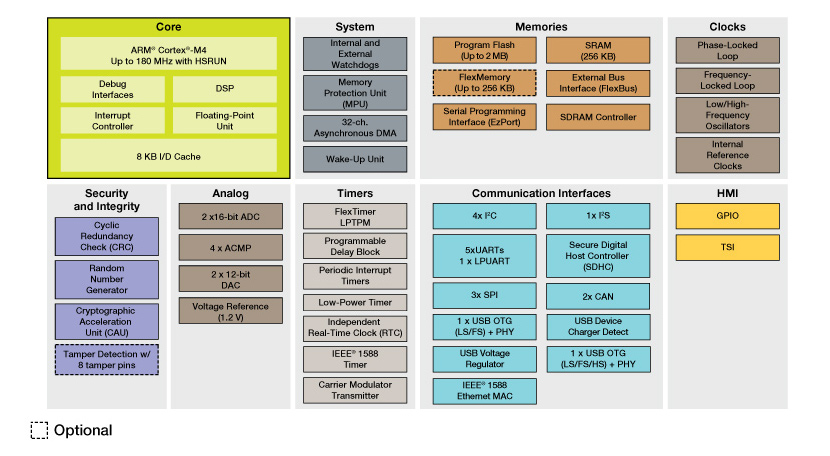 Core
ARM® Cortex®-M4
Up to 180 MHz with HSRUN
Debug
Interfaces
DSP
Interrupt
Controller
Floating-Point
Unit
8 KB I/D Cache
System
Internal and
External
Watchdogs
Memory
Protection Unit
(MPU)
32-ch.
Asynchronous DMA
Wake-Up Unit
Memories
Program Flash
(Up to 2 MB)
SRAM
(256 KB)
FlexMemory
(Up to 256 KB)
External Bus
Interface (FlexBus)
Serial Programming
Interface (EzPort)
SDRAM Controller
Clocks
Phase-Locked
Loop
Frequency-
Locked Loop
Low/High-
Frequency
Oscillators
Internal
Reference
Clocks
Security
and Integrity
Cyclic
Redundancy
Check (CRC)
Random
Number
Generator
Cryptographic
Acceleration
Unit (CAU)
Tamper Detection w/
8 tamper pins
Analog
2 x16-bit ADC
4 x ACMP
2 x 12-bit
DAC
Voltage Reference
(1.2 V)
Timers
FlexTimer
LPTPM
Programmable
Delay Block
Periodic Interrupt
Timers
Low-Power Timer
Independent
Real-Time Clock (RTC)
IEEE® 1588
Timer
Carrier Modulator
Transmitter
Communication Interfaces
4x I²C
1x I²S
5xUARTs
1 x LPUART
Secure Digital
Host Controller
(SDHC)
3x SPI
2x CAN
1 x USB OTG
(LS/FS) + PHY
USB Device
Charger Detect
USB Voltage
Regulator
1 x USB OTG
(LS/FS/HS) + PHY
IEEE® 1588
Ethernet MAC
HMI
GPIO
TSI
Optional